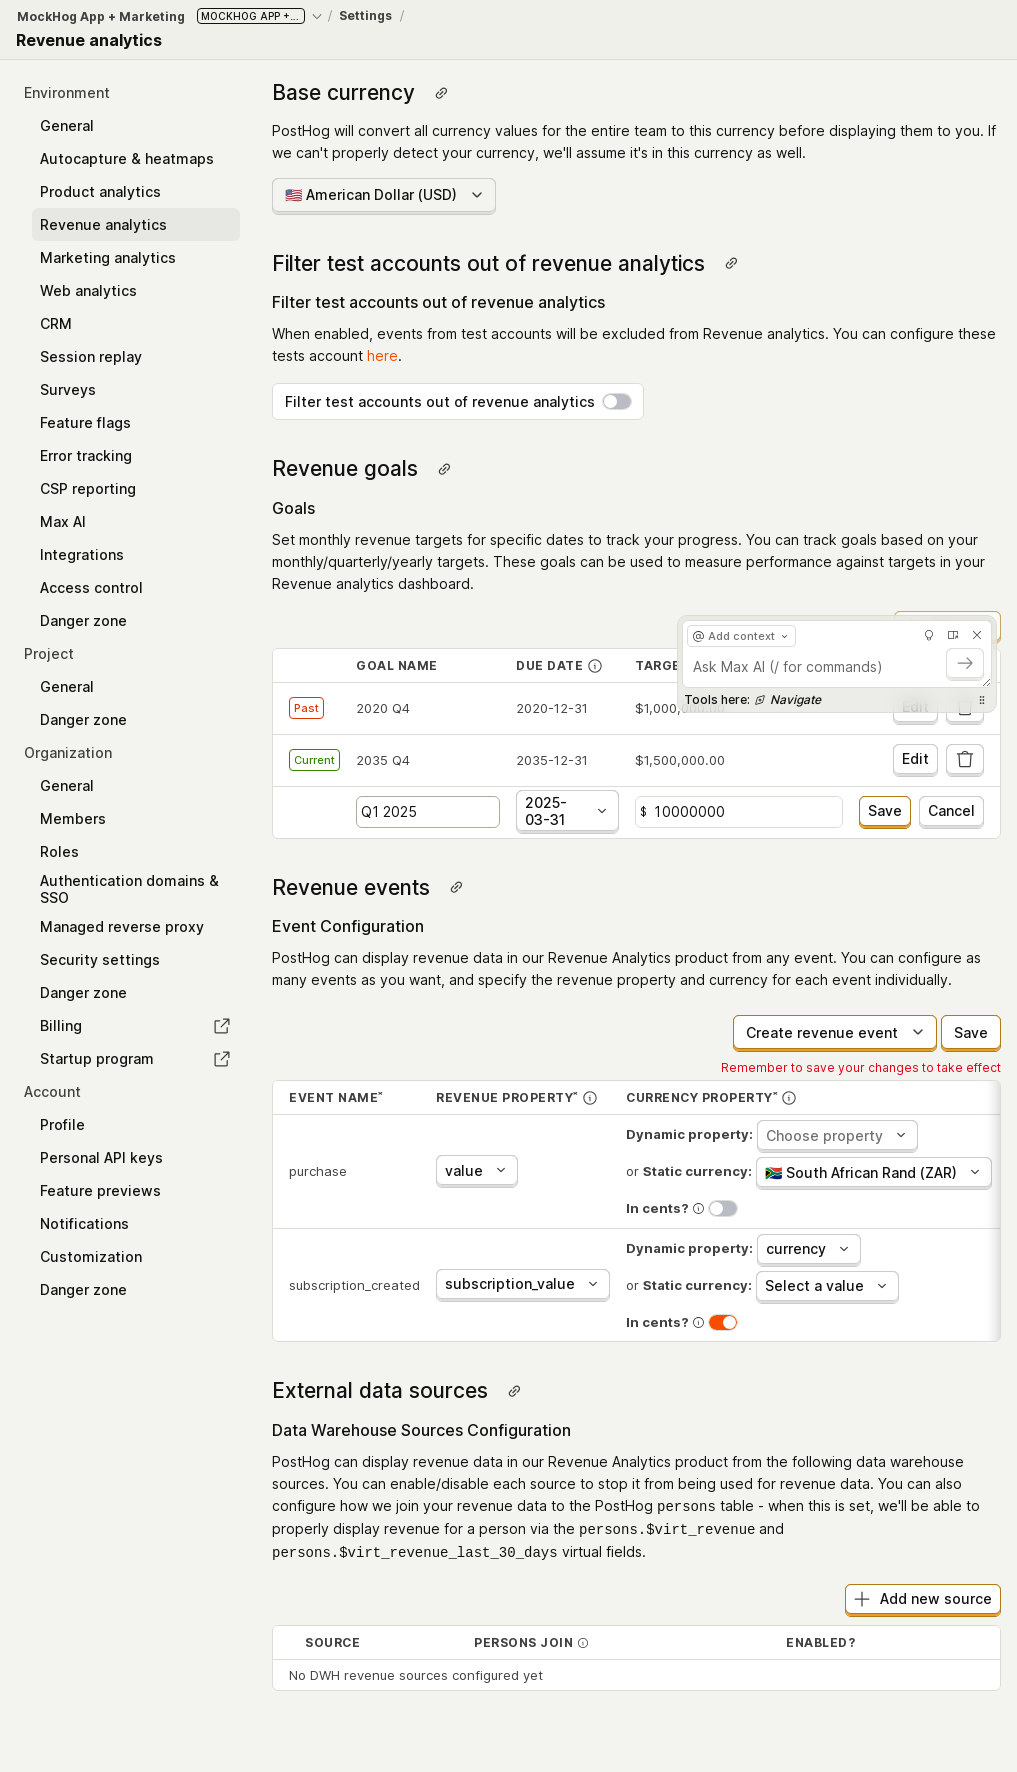 MockHog App + Marketing MOCKHOG APP +... / Settings /
Revenue analytics
Environment
General
Autocapture & heatmaps
Product analytics
Revenue analytics
Marketing analytics
Web analytics
CRM
Session replay
Surveys
Feature flags
Error tracking
CSP reporting
Max AI
Integrations
Access control
Danger zone
Project
General
Danger zone
Organization
General
Members
Roles
Authentication domains &
SSO
Managed reverse proxy
Security settings
Danger zone
Billing
Startup program
Account
Profile
Personal API keys
Feature previews
Notifications
Customization
Danger zone
Base currency
PostHog will convert all currency values for the entire team to this currency before displaying them to you. If
we can't properly detect your currency, we'll assume it's in this currency as well.
American Dollar (USD)
Filter test accounts out of revenue analytics
Filter test accounts out of revenue analytics
When enabled, events from test accounts will be excluded from Revenue analytics. You can configure these
tests account here.
Filter test accounts out of revenue analytics
Revenue goals
Goals
Set monthly revenue targets for specific dates to track your progress. You can track goals based on your
monthly/quarterly/yearly targets. These goals can be used to measure performance against targets in your
Revenue analytics dashboard.
@ Add context
Ask Max AI (/ for commands)
Tools here: Navigate
GOAL NAME DUE DATE TARGE
Past 2020 Q4 2020-12-31 $1,000,000.00 Edit
Current 2035 Q4 2035-12-31 $1,500,000.00 Edit
Q1 2025 2025-
03-31 $ 10000000 Save Cancel
Revenue events
Event Configuration
PostHog can display revenue data in our Revenue Analytics product from any event. You can configure as
many events as you want, and specify the revenue property and currency for each event individually.
Create revenue event Save
Remember to save your changes to take effect
EVENT NAME* REVENUE PROPERTY* CURRENCY PROPERTY*
Dynamic property: Choose property
purchase value or Static currency: South African Rand (ZAR)
In cents?
Dynamic property: currency
subscription_created subscription_value or Static currency: Select a value
In cents?
External data sources
Data Warehouse Sources Configuration
PostHog can display revenue data in our Revenue Analytics product from the following data warehouse
sources. You can enable/disable each source to stop it from being used for revenue data. You can also
configure how we join your revenue data to the PostHog persons table - when this is set, we'll be able to
properly display revenue for a person via the persons.$virt_revenue and
persons.$virt_revenue_last_30_days virtual fields.
Add new source
SOURCE PERSONS JOIN ENABLED?
No DWH revenue sources configured yet